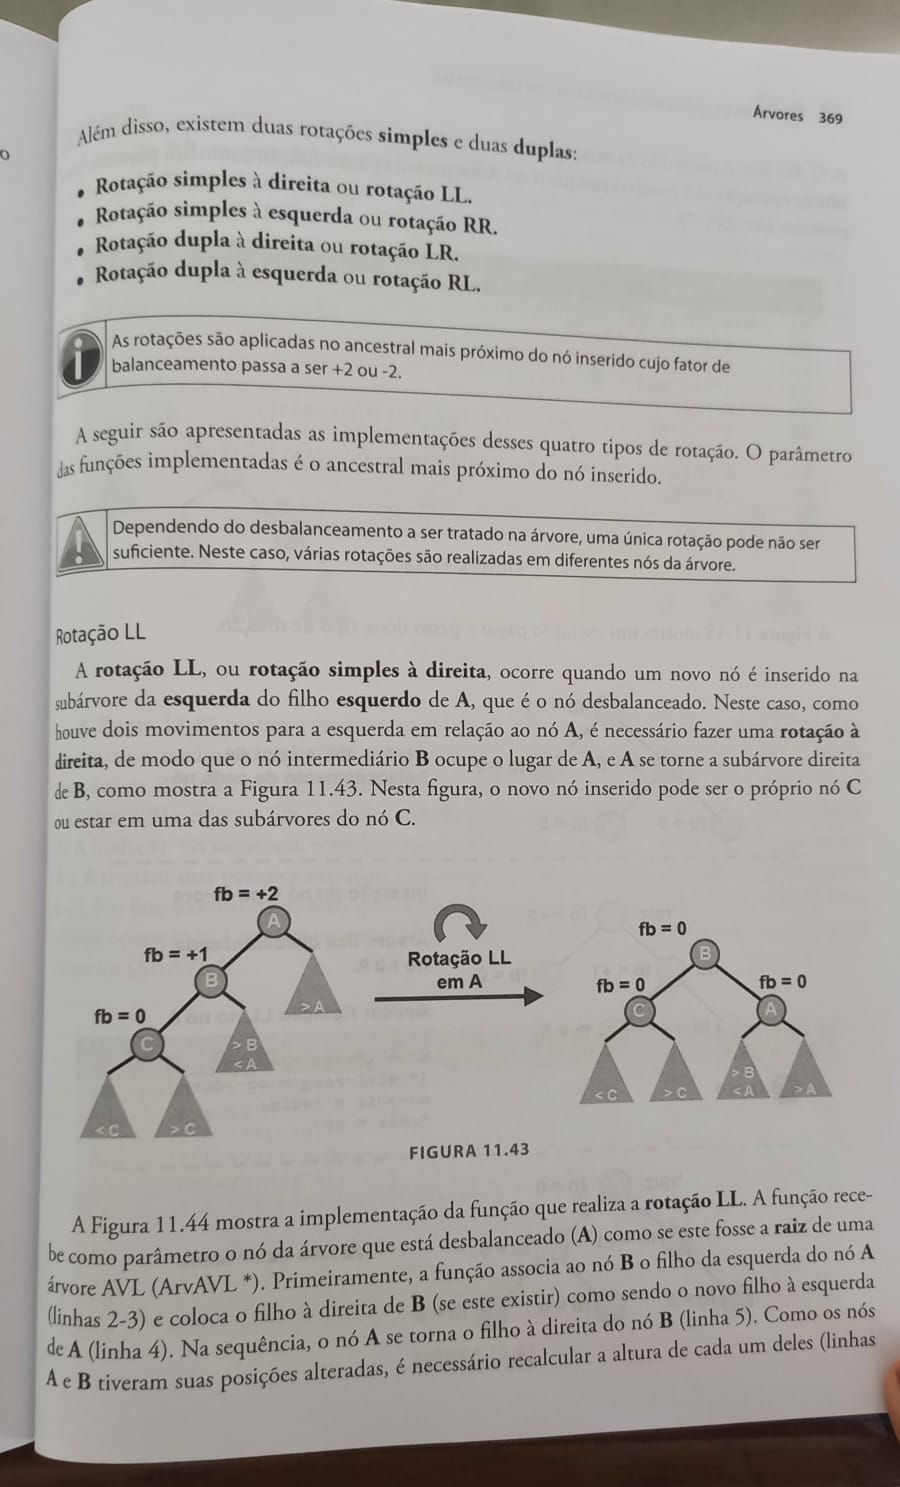 Árvores 369
o
Além disso, existem duas rotações simples e duas duplas:
• Rotação simples à direita ou rotação LL.
• Rotação simples à esquerda ou rotação RR.
• Rotação dupla à direita ou rotação LR.
• Rotação dupla à esquerda ou rotação RL.
As rotações são aplicadas no ancestral mais próximo do nó inserido cujo fator de
balanceamento passa a ser +2 ou -2.
A seguir são apresentadas as implementações desses quatro tipos de rotação. O parâmetro
das funções implementadas é o ancestral mais próximo do nó inserido.
Dependendo do desbalanceamento a ser tratado na árvore, uma única rotação pode não ser
suficiente. Neste caso, várias rotações são realizadas em diferentes nós da árvore.
Rotação LL
A rotação LL, ou rotação simples à direita, ocorre quando um novo nó é inserido na
subárvore da esquerda do filho esquerdo de A, que é o nó desbalanceado. Neste caso, como
houve dois movimentos para a esquerda em relação ao nó A, é necessário fazer uma rotação à
direita, de modo que o nó intermediário B ocupe o lugar de A, e A se torne a subárvore direita
de B, como mostra a Figura 11.43. Nesta figura, o novo nó inserido pode ser o próprio nó C
ou estar em uma das subárvores do nó C.
fb = +2
A
fb = +1
B
> A
fb = 0
C
> B
< A
< C
> C
Rotação LL
em A
fb = 0
B
fb = 0
C
fb = 0
A
< C
> C
> B
< A
> A
FIGURA 11.43
A Figura 11.44 mostra a implementação da função que realiza a rotação LL. A função rece-
be como parâmetro o nó da árvore que está desbalanceado (A) como se este fosse a raiz de uma
árvore AVL (ArvAVL *). Primeiramente, a função associa ao nó B o filho da esquerda do nó A
(linhas 2-3) e coloca o filho à direita de B (se este existir) como sendo o novo filho à esquerda
de A (linha 4). Na sequência, o nó A se torna o filho à direita do nó B (linha 5). Como os nós
A e B tiveram suas posições alteradas, é necessário recalcular a altura de cada um deles (linhas